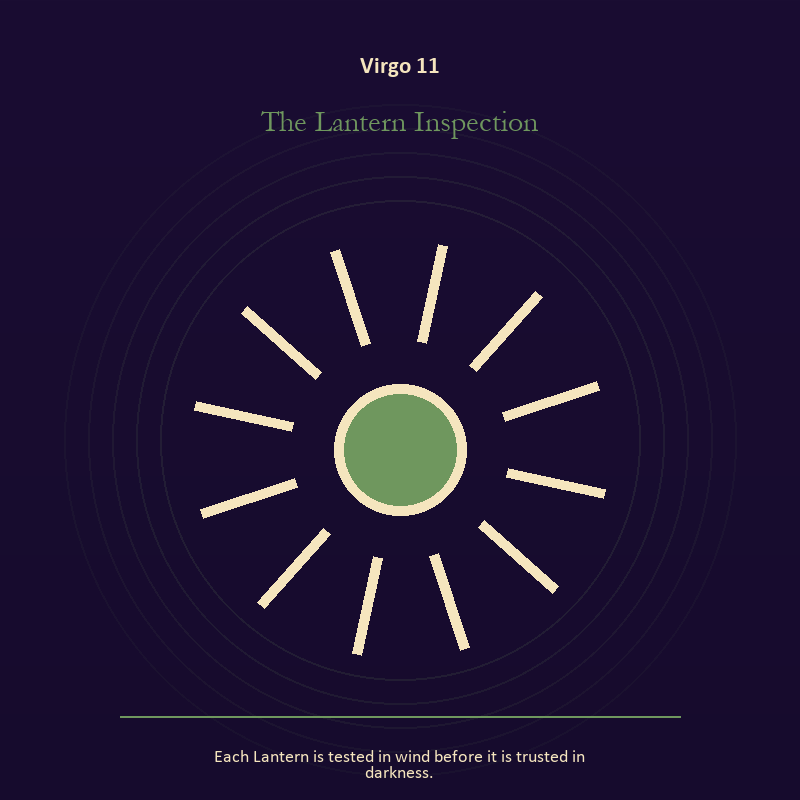 Virgo 11
The Lantern Inspection
Each Lantern is tested in wind before it is trusted in
darkness.